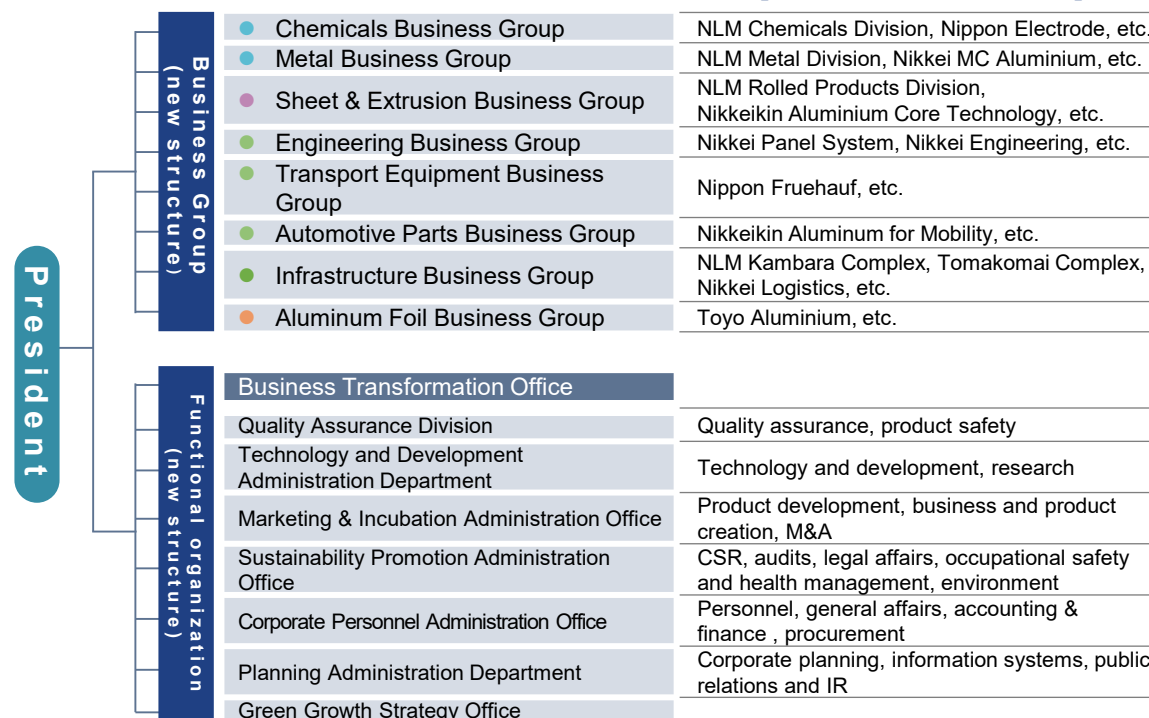 President
Business Group
(new structure)
Chemicals Business Group
NLM Chemicals Division, Nippon Electrode, etc.
Metal Business Group
NLM Metal Division, Nikkei MC Aluminium, etc.
Sheet & Extrusion Business Group
NLM Rolled Products Division,
Nikkeikin Aluminium Core Technology, etc.
Engineering Business Group
Nikkei Panel System, Nikkei Engineering, etc.
Transport Equipment Business
Group
Nippon Fruehauf, etc.
Automotive Parts Business Group
Nikkeikin Aluminum for Mobility, etc.
Infrastructure Business Group
NLM Kambara Complex, Tomakomai Complex,
Nikkei Logistics, etc.
Aluminum Foil Business Group
Toyo Aluminium, etc.
Functional organization
(new structure)
Business Transformation Office
Quality Assurance Division
Quality assurance, product safety
Technology and Development
Administration Department
Technology and development, research
Marketing & Incubation Administration Office
Product development, business and product
creation, M&A
Sustainability Promotion Administration
Office
CSR, audits, legal affairs, occupational safety
and health management, environment
Corporate Personnel Administration Office
Personnel, general affairs, accounting &
finance , procurement
Planning Administration Department
Corporate planning, information systems, public
relations and IR
Green Growth Strategy Office